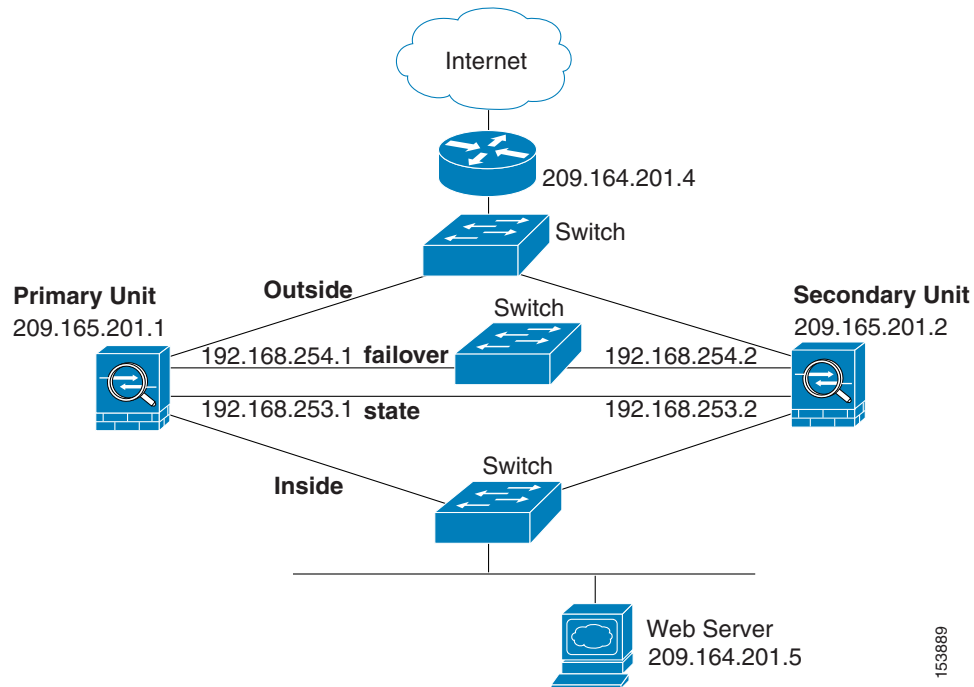 Internet
209.164.201.4
Switch
Outside
Primary Unit
209.165.201.1
Switch
Secondary Unit
209.165.201.2
192.168.254.1 failover
192.168.254.2
192.168.253.1 state
192.168.253.2
Switch
Inside
Web Server
209.164.201.5
153889